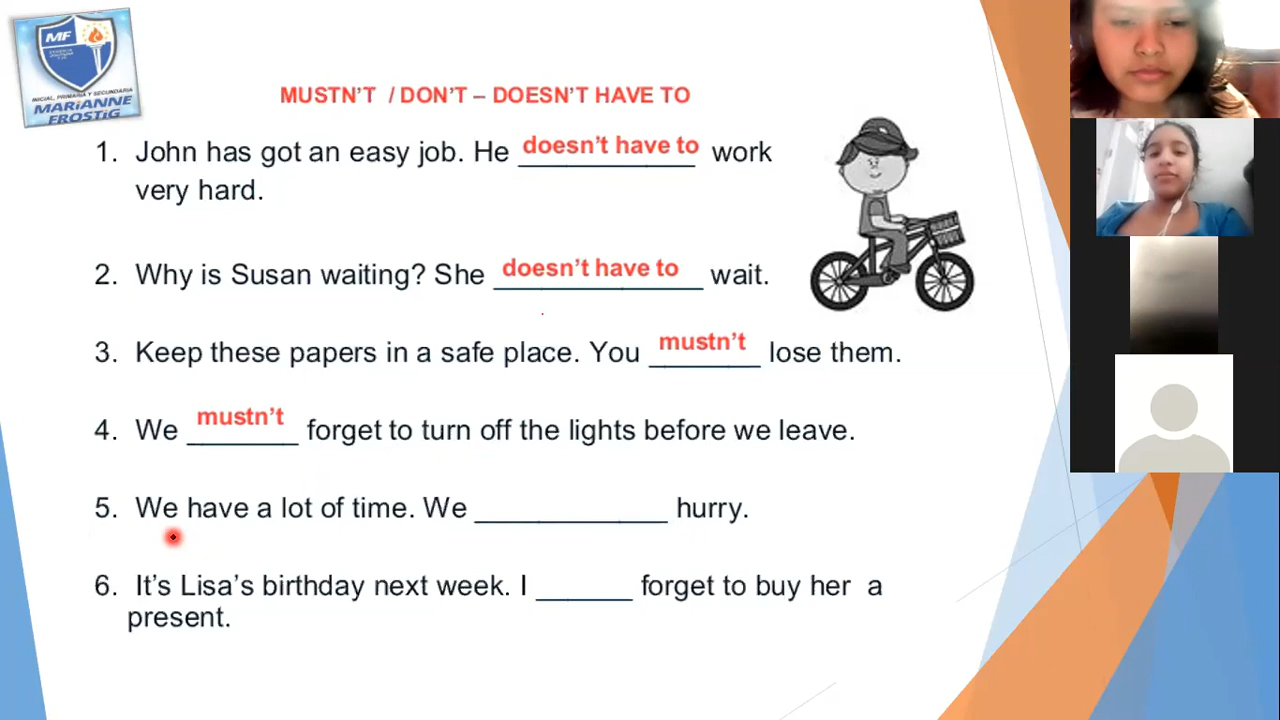 MF
INICIAL, PRIMARIA Y SECUNDARIA
MARIANNE
FROSTIG
MUSTN'T / DON'T – DOESN'T HAVE TO
1. John has got an easy job. He doesn't have to work
very hard.
2. Why is Susan waiting? She doesn't have to wait.
3. Keep these papers in a safe place. You mustn't lose them.
4. We mustn't forget to turn off the lights before we leave.
5. We have a lot of time. We ____________ hurry.
6. It's Lisa's birthday next week. I ______ forget to buy her a
present.